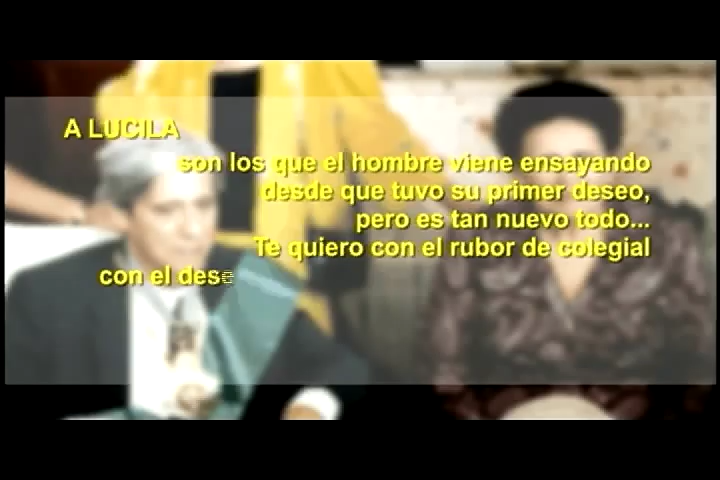 A LUCILA
son los que el hombre viene ensayando
desde que tuvo su primer deseo,
pero es tan nuevo todo...
Te quiero con el rubor de colegial
con el dese